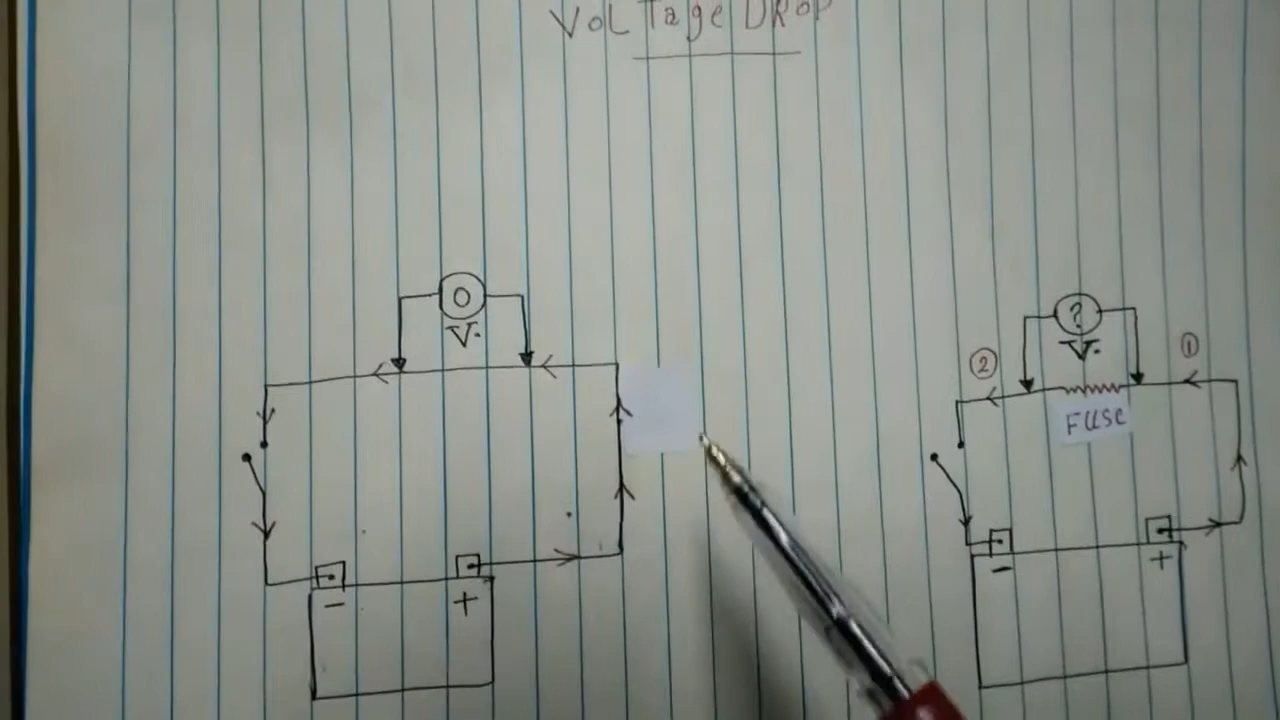 VoLTage DRoP
0
V.
- +
?
V.
② ①
Fuse
- +